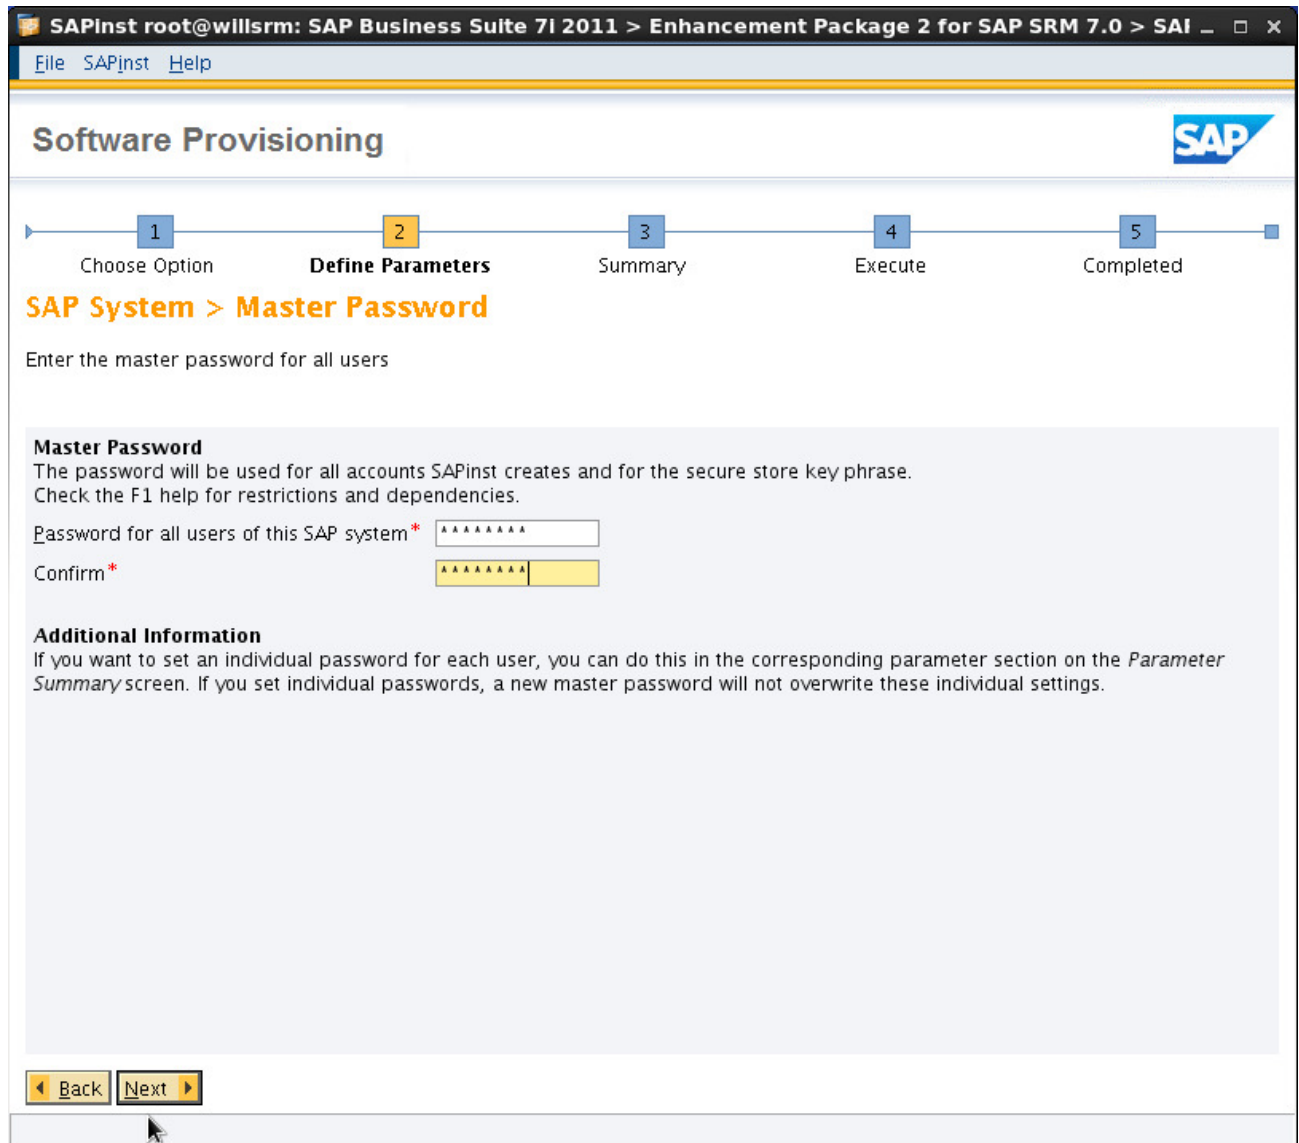 SAPinst root@willsrm: SAP Business Suite 7i 2011 > Enhancement Package 2 for SAP SRM 7.0 > SAI
File SAPinst Help
Software Provisioning
SAP
1 2 3 4 5
Choose Option Define Parameters Summary Execute Completed
SAP System > Master Password
Enter the master password for all users
Master Password
The password will be used for all accounts SAPinst creates and for the secure store key phrase.
Check the F1 help for restrictions and dependencies.
Password for all users of this SAP system* ********
Confirm* ********
Additional Information
If you want to set an individual password for each user, you can do this in the corresponding parameter section on the Parameter
Summary screen. If you set individual passwords, a new master password will not overwrite these individual settings.
Back Next